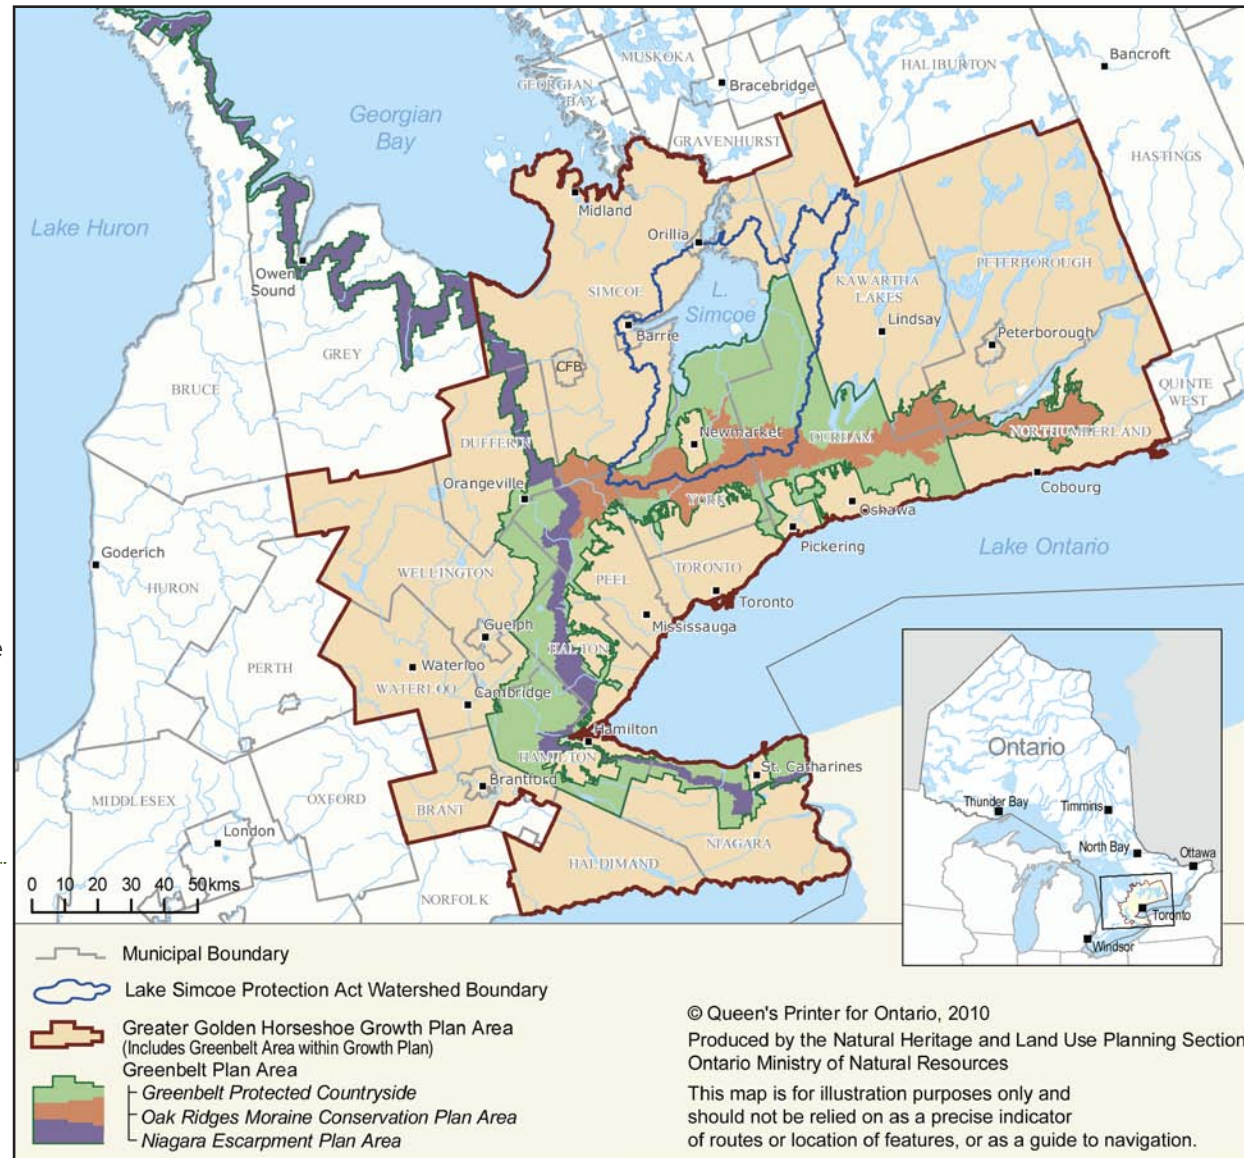 MUSKOKA
HALIBURTON
Bancroft
GEORGIAN
BAY
Bracebridge
Georgian
Bay
GRAVENHURST
HASTINGS
Lake Huron
Midland
Orillia
Owen
Sound
SIMCOE
L.
Simcoe
KAWARTHA
LAKES
PETERBOROUGH
Barrie
Lindsay
Peterborough
GREY
CFB
BRUCE
QUINTE
WEST
DUFFERIN
Newmarket
DURHAM
NORTHUMBERLAND
Orangeville
YORK
Oshawa
Cobourg
Pickering
Goderich
Lake Ontario
HURON
WELLINGTON
PEEL
TORONTO
Toronto
Mississauga
Guelph
HALTON
PERTH
Waterloo
WATERLOO
Cambridge
Hamilton
HAMILTON
St. Catharines
Brantford
BRANT
MIDDLESEX
OXFORD
London
NIAGARA
HALDIMAND
NORFOLK
0 10 20 30 40 50kms
Ontario
Thunder Bay
Timmins
North Bay
Ottawa
Toronto
Windsor
Municipal Boundary
Lake Simcoe Protection Act Watershed Boundary
Greater Golden Horseshoe Growth Plan Area
(Includes Greenbelt Area within Growth Plan)
Greenbelt Plan Area
Greenbelt Protected Countryside
Oak Ridges Moraine Conservation Plan Area
Niagara Escarpment Plan Area
© Queen's Printer for Ontario, 2010
Produced by the Natural Heritage and Land Use Planning Section
Ontario Ministry of Natural Resources
This map is for illustration purposes only and
should not be relied on as a precise indicator
of routes or location of features, or as a guide to navigation.